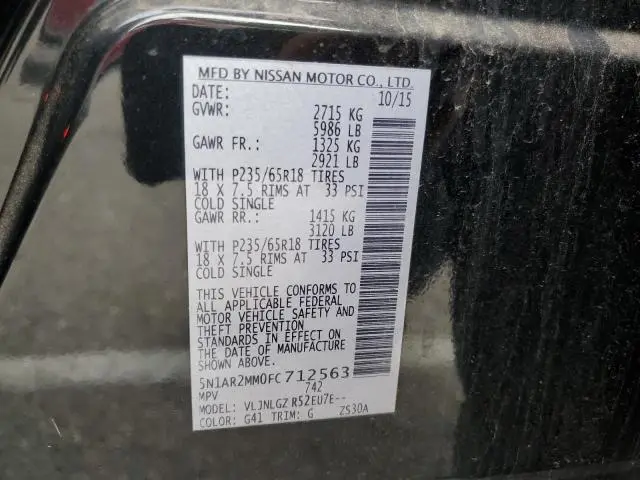 MFD BY NISSAN MOTOR CO., LTD.
DATE: 10/15
GVWR: 2715 KG
5986 LB
GAWR FR.: 1325 KG
2921 LB
WITH P235/65R18 TIRES
18 X 7.5 RIMS AT 33 PSI
COLD SINGLE
GAWR RR.: 1415 KG
3120 LB
WITH P235/65R18 TIRES
18 X 7.5 RIMS AT 33 PSI
COLD SINGLE
THIS VEHICLE CONFORMS TO
ALL APPLICABLE FEDERAL
MOTOR VEHICLE SAFETY AND
THEFT PREVENTION
STANDARDS IN EFFECT ON
THE DATE OF MANUFACTURE
SHOWN ABOVE.
5N1AR2MM0FC712563
MPV 742
MODEL: VLJNLGZ R52EU7E--
COLOR: G41 TRIM: G ZS30A